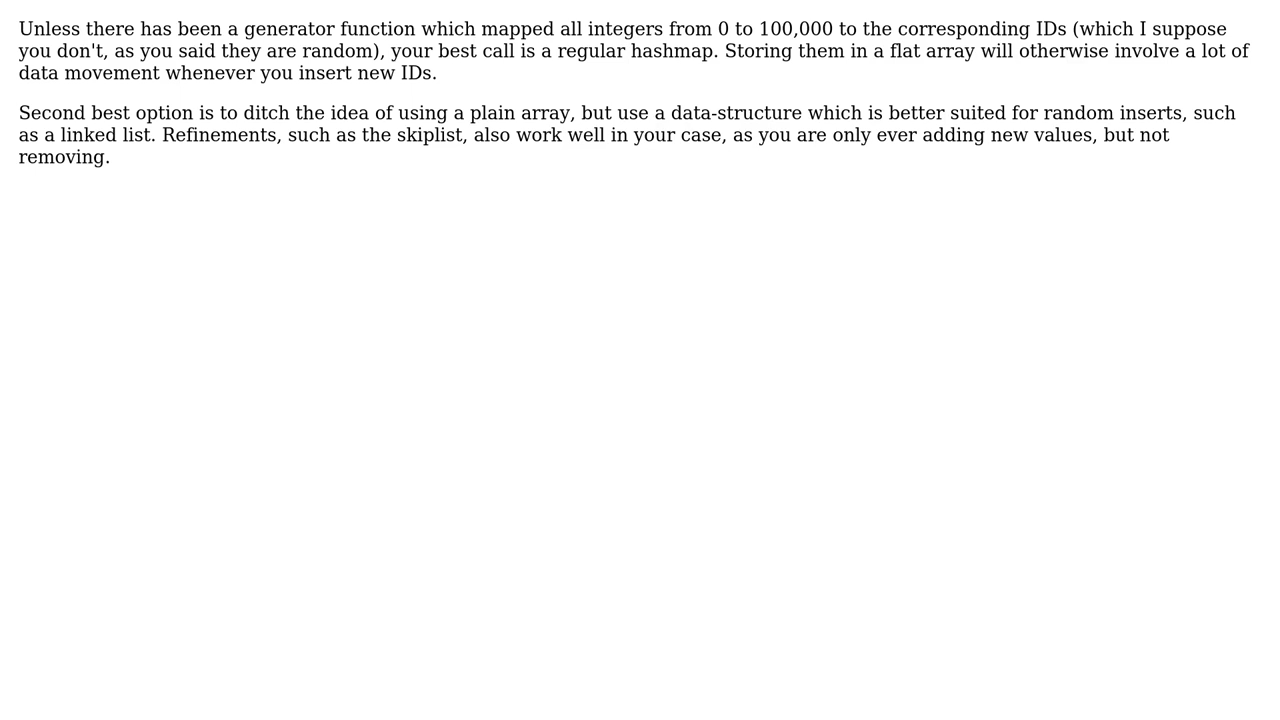 Unless there has been a generator function which mapped all integers from 0 to 100,000 to the corresponding IDs (which I suppose
you don't, as you said they are random), your best call is a regular hashmap. Storing them in a flat array will otherwise involve a lot of
data movement whenever you insert new IDs.
Second best option is to ditch the idea of using a plain array, but use a data-structure which is better suited for random inserts, such
as a linked list. Refinements, such as the skiplist, also work well in your case, as you are only ever adding new values, but not
removing.